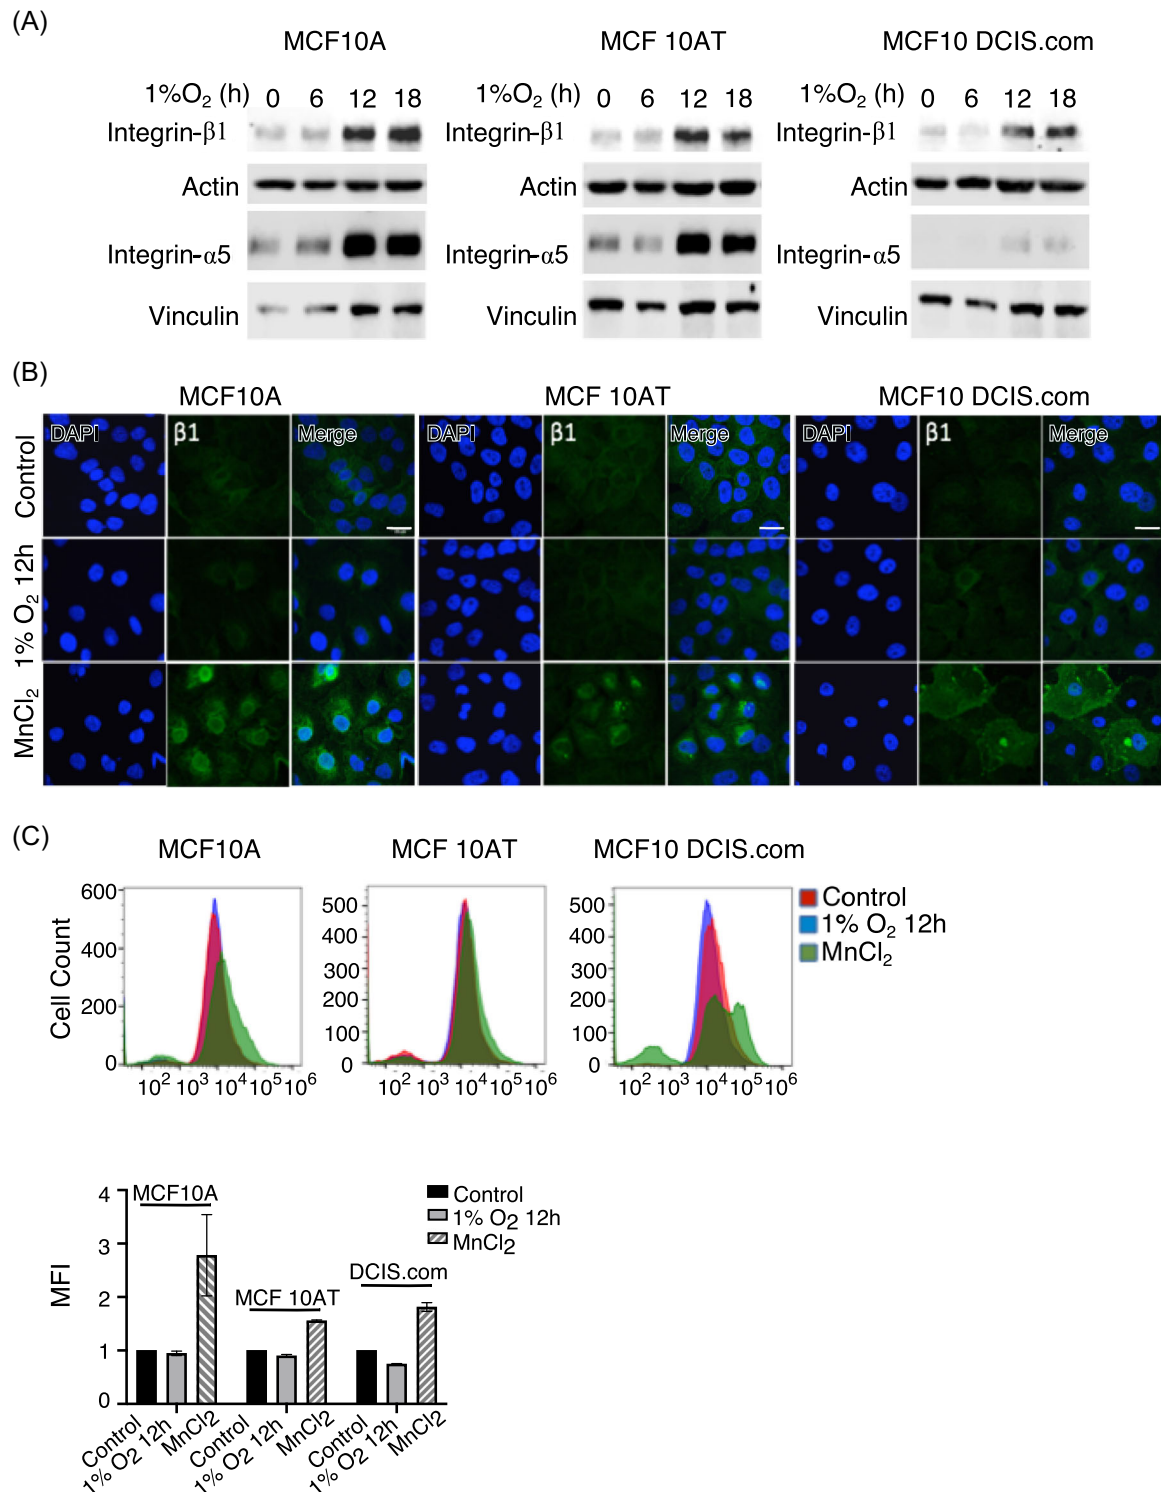 (A)
MCF10A MCF 10AT MCF10 DCIS.com
1%O2 (h) 0 6 12 18 1%O2 (h) 0 6 12 18 1%O2 (h) 0 6 12 18
Integrin-β1 Integrin-β1 Integrin-β1
Actin Actin Actin
Integrin-α5 Integrin-α5 Integrin-α5
Vinculin Vinculin Vinculin
(B)
MCF10A MCF 10AT MCF10 DCIS.com
DAPI β1 Merge DAPI β1 Merge DAPI β1 Merge
Control
1% O2 12h
MnCl2
(C)
MCF10A MCF 10AT MCF10 DCIS.com
Cell Count
600
400
200
0
10^2 10^3 10^4 10^5 10^6
500
400
300
200
100
0
10^2 10^3 10^4 10^5 10^6
500
400
300
200
100
0
10^2 10^3 10^4 10^5 10^6
Control
1% O2 12h
MnCl2
MFI
4
3
2
1
0
MCF10A
MCF 10AT
DCIS.com
Control
1% O2 12h
MnCl2
Control
1% O2 12h
MnCl2
Control
1% O2 12h
MnCl2
Control
1% O2 12h
MnCl2